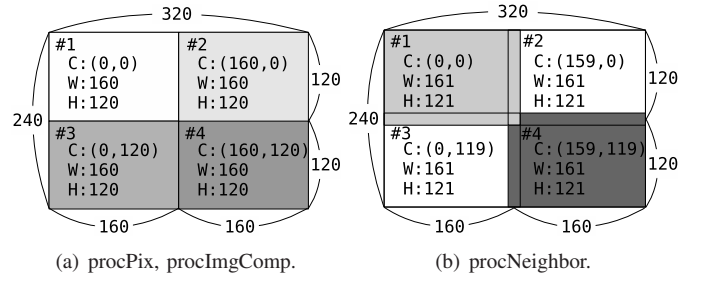 320
#1
C:(0,0)
W:160
H:120
#2
C:(160,0)
W:160
H:120
120
240
#3
C:(0,120)
W:160
H:120
#4
C:(160,120)
W:160
H:120
120
160
160
(a) procPix, procImgComp.
320
#1
C:(0,0)
W:161
H:121
#2
C:(159,0)
W:161
H:121
120
240
#3
C:(0,119)
W:161
H:121
#4
C:(159,119)
W:161
H:121
120
160
160
(b) procNeighbor.